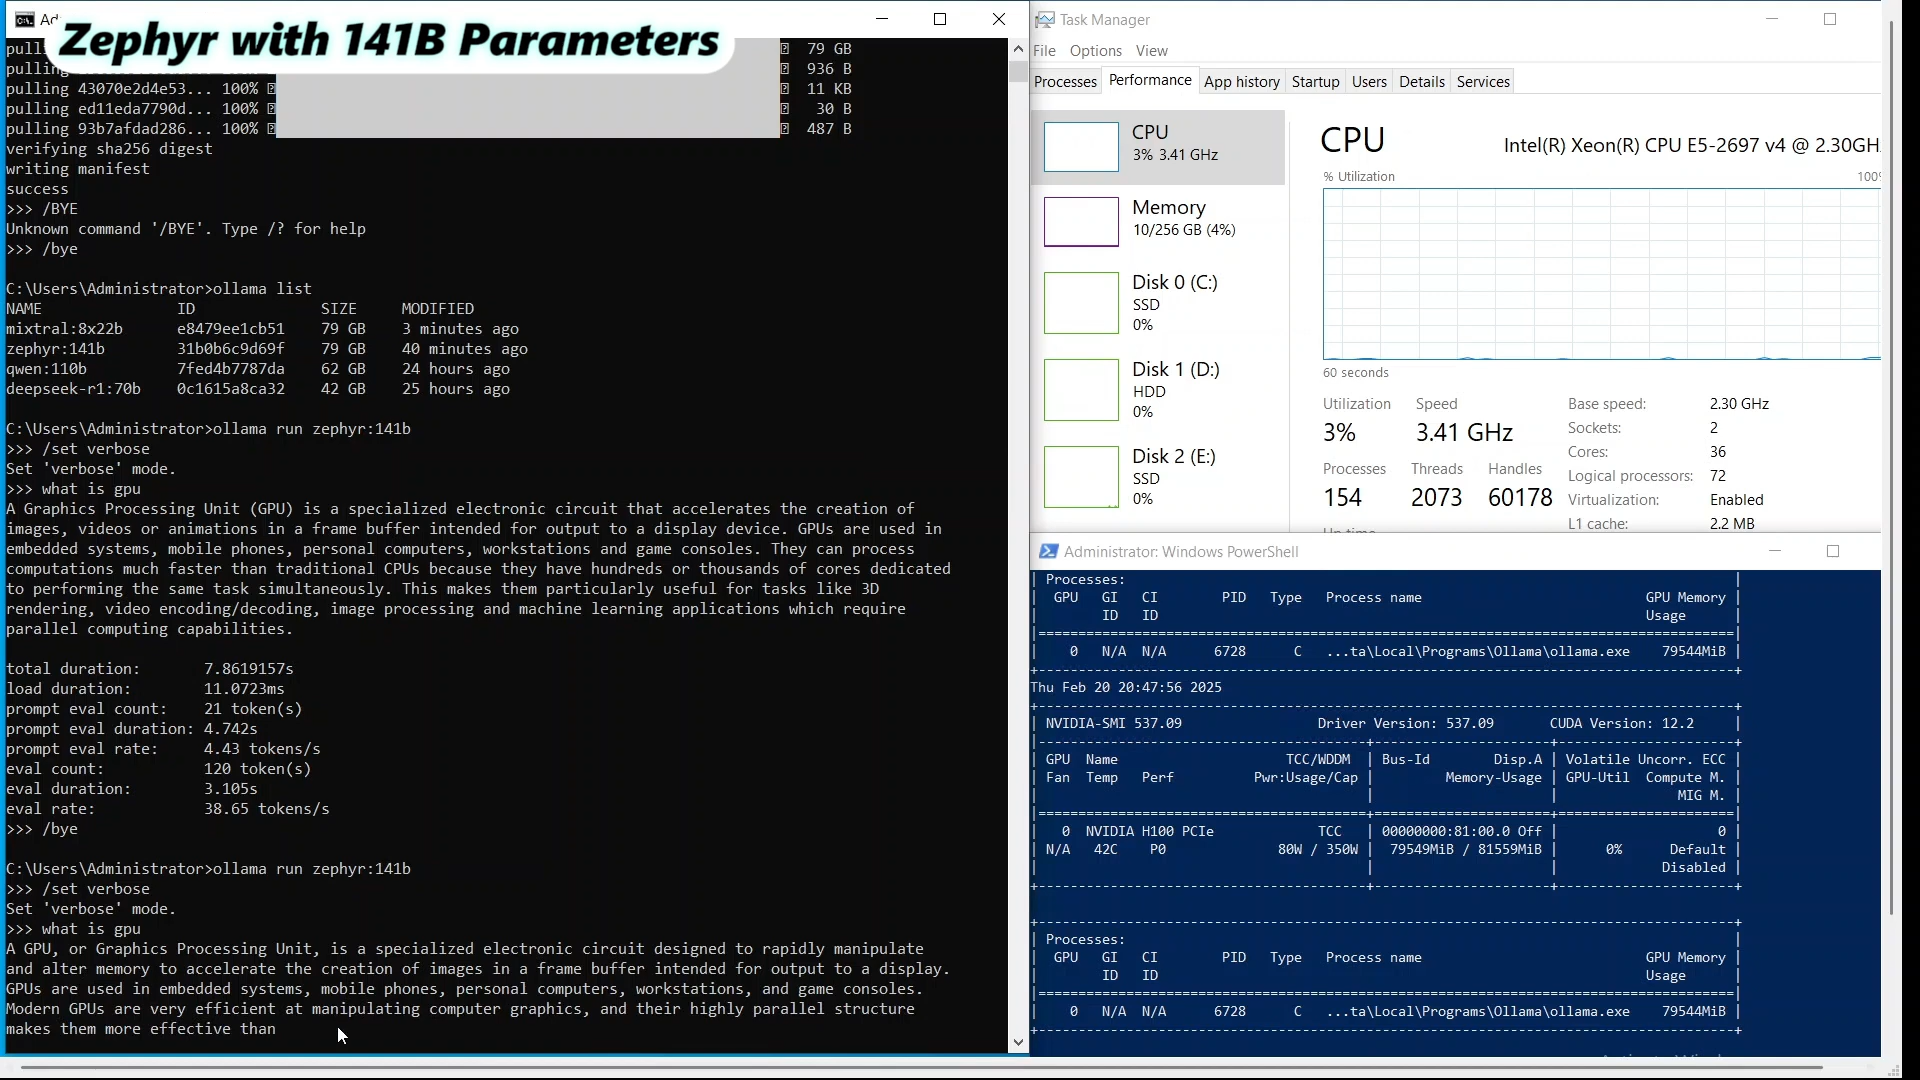 Zephyr with 141B Parameters
pulling 79 GB
pulling 936 B
pulling 43070e2d4e53... 100% 11 KB
pulling ed11eda7790d... 100% 30 B
pulling 93b7afdad286... 100% 487 B
verifying sha256 digest
writing manifest
success
>>> /BYE
Unknown command '/BYE'. Type /? for help
>>> /bye
C:\Users\Administrator>ollama list
NAME ID SIZE MODIFIED
mixtral:8x22b e8479ee1cb51 79 GB 3 minutes ago
zephyr:141b 31b0b6c9d69f 79 GB 40 minutes ago
qwen:110b 7fed4b7787da 62 GB 24 hours ago
deepseek-r1:70b 0c1615a8ca32 42 GB 25 hours ago
C:\Users\Administrator>ollama run zephyr:141b
>>> /set verbose
Set 'verbose' mode.
>>> what is gpu
A Graphics Processing Unit (GPU) is a specialized electronic circuit that accelerates the creation of
images, videos or animations in a frame buffer intended for output to a display device. GPUs are used in
embedded systems, mobile phones, personal computers, workstations and game consoles. They can process
computations much faster than traditional CPUs because they have hundreds or thousands of cores dedicated
to performing the same task simultaneously. This makes them particularly useful for tasks like 3D
rendering, video encoding/decoding, image processing and machine learning applications which require
parallel computing capabilities.
total duration: 7.8619157s
load duration: 11.0723ms
prompt eval count: 21 token(s)
prompt eval duration: 4.742s
prompt eval rate: 4.43 tokens/s
eval count: 120 token(s)
eval duration: 3.105s
eval rate: 38.65 tokens/s
>>> /bye
C:\Users\Administrator>ollama run zephyr:141b
>>> /set verbose
Set 'verbose' mode.
>>> what is gpu
A GPU, or Graphics Processing Unit, is a specialized electronic circuit designed to rapidly manipulate
and alter memory to accelerate the creation of images in a frame buffer intended for output to a display.
GPUs are used in embedded systems, mobile phones, personal computers, workstations, and game consoles.
Modern GPUs are very efficient at manipulating computer graphics, and their highly parallel structure
makes them more effective than
Task Manager
File Options View
Processes Performance App history Startup Users Details Services
CPU
3% 3.41 GHz
Memory
10/256 GB (4%)
Disk 0 (C:)
SSD
0%
Disk 1 (D:)
HDD
0%
Disk 2 (E:)
SSD
0%
CPU Intel(R) Xeon(R) CPU E5-2697 v4 @ 2.30GH
% Utilization 100%
60 seconds
Utilization Speed
3% 3.41 GHz
Processes Threads Handles
154 2073 60178
Base speed: 2.30 GHz
Sockets: 2
Cores: 36
Logical processors: 72
Virtualization: Enabled
L1 cache: 2.2 MB
Administrator: Windows PowerShell
Processes:
GPU GI CI PID Type Process name GPU Memory
ID ID Usage
0 N/A N/A 6728 C ...ta\Local\Programs\Ollama\ollama.exe 79544MiB
Thu Feb 20 20:47:56 2025
NVIDIA-SMI 537.09 Driver Version: 537.09 CUDA Version: 12.2
GPU Name TCC/WDDM | Bus-Id Disp.A | Volatile Uncorr. ECC
Fan Temp Perf Pwr:Usage/Cap | Memory-Usage | GPU-Util Compute M.
MIG M.
0 NVIDIA H100 PCIe TCC | 00000000:81:00.0 Off | 0
N/A 42C P0 80W / 350W | 79549MiB / 81559MiB | 0% Default
Disabled
Processes:
GPU GI CI PID Type Process name GPU Memory
ID ID Usage
0 N/A N/A 6728 C ...ta\Local\Programs\Ollama\ollama.exe 79544MiB